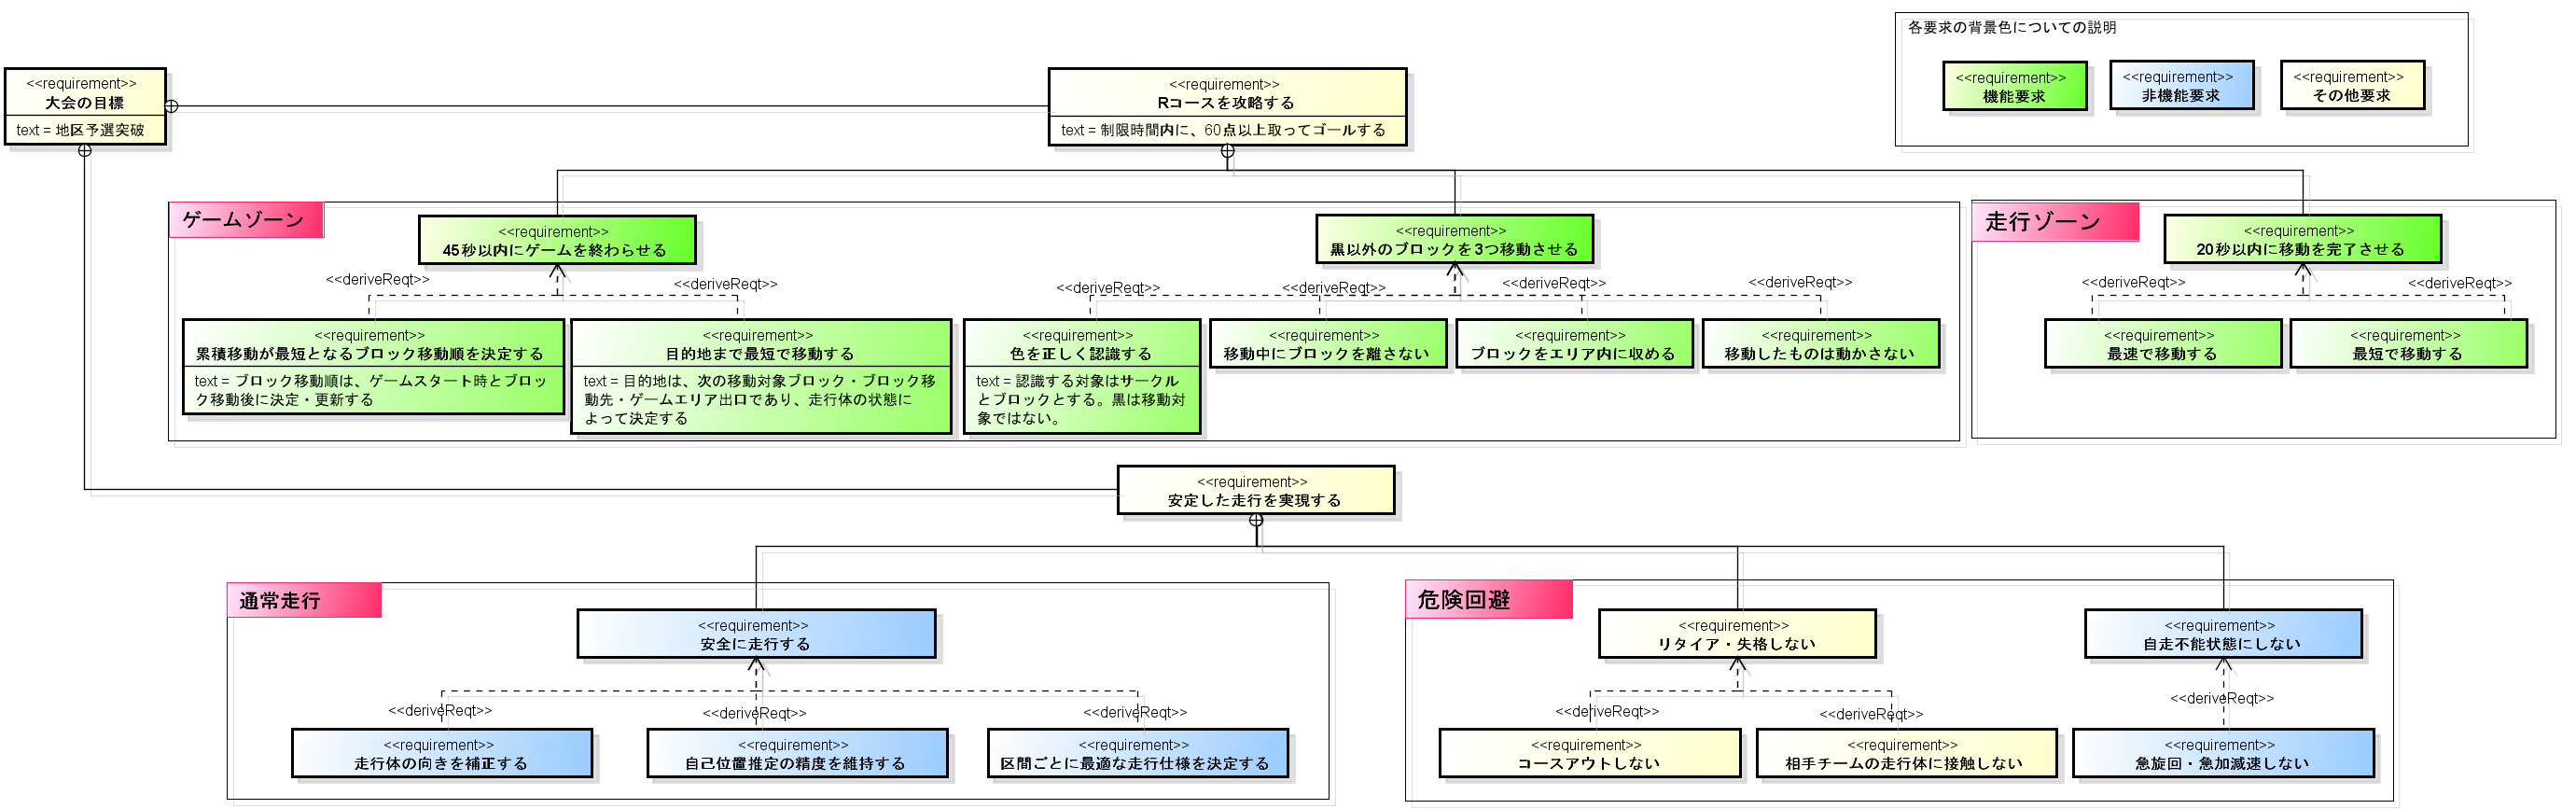 各要求の背景色についての説明
<<requirement>>
機能要求
<<requirement>>
非機能要求
<<requirement>>
その他要求
<<requirement>>
大会の目標
text = 地区予選突破
<<requirement>>
Rコースを攻略する
text = 制限時間内に、60点以上取ってゴールする
ゲームゾーン
<<requirement>>
45秒以内にゲームを終わらせる
<<deriveReqt>>
<<deriveReqt>>
<<requirement>>
累積移動が最短となるブロック移動順を決定する
text = ブロック移動順は、ゲームスタート時とブロッ
ク移動後に決定・更新する
<<requirement>>
目的地まで最短で移動する
text = 目的地は、次の移動対象ブロック・ブロック移
動先・ゲームエリア出口であり、走行体の状態に
よって決定する
<<requirement>>
黒以外のブロックを3つ移動させる
<<deriveReqt>>
<<deriveReqt>>
<<deriveReqt>>
<<deriveReqt>>
<<requirement>>
色を正しく認識する
text = 認識する対象はサークル
とブロックとする。黒は移動対
象ではない。
<<requirement>>
移動中にブロックを離さない
<<requirement>>
ブロックをエリア内に収める
<<requirement>>
移動したものは動かさない
走行ゾーン
<<requirement>>
20秒以内に移動を完了させる
<<deriveReqt>>
<<deriveReqt>>
<<requirement>>
最速で移動する
<<requirement>>
最短で移動する
<<requirement>>
安定した走行を実現する
通常走行
<<requirement>>
安全に走行する
<<deriveReqt>>
<<deriveReqt>>
<<deriveReqt>>
<<requirement>>
走行体の向きを補正する
<<requirement>>
自己位置推定の精度を維持する
<<requirement>>
区間ごとに最適な走行仕様を決定する
危険回避
<<requirement>>
リタイア・失格しない
<<deriveReqt>>
<<deriveReqt>>
<<requirement>>
コースアウトしない
<<requirement>>
相手チームの走行体に接触しない
<<requirement>>
自走不能状態にしない
<<deriveReqt>>
<<requirement>>
急旋回・急加減速しない